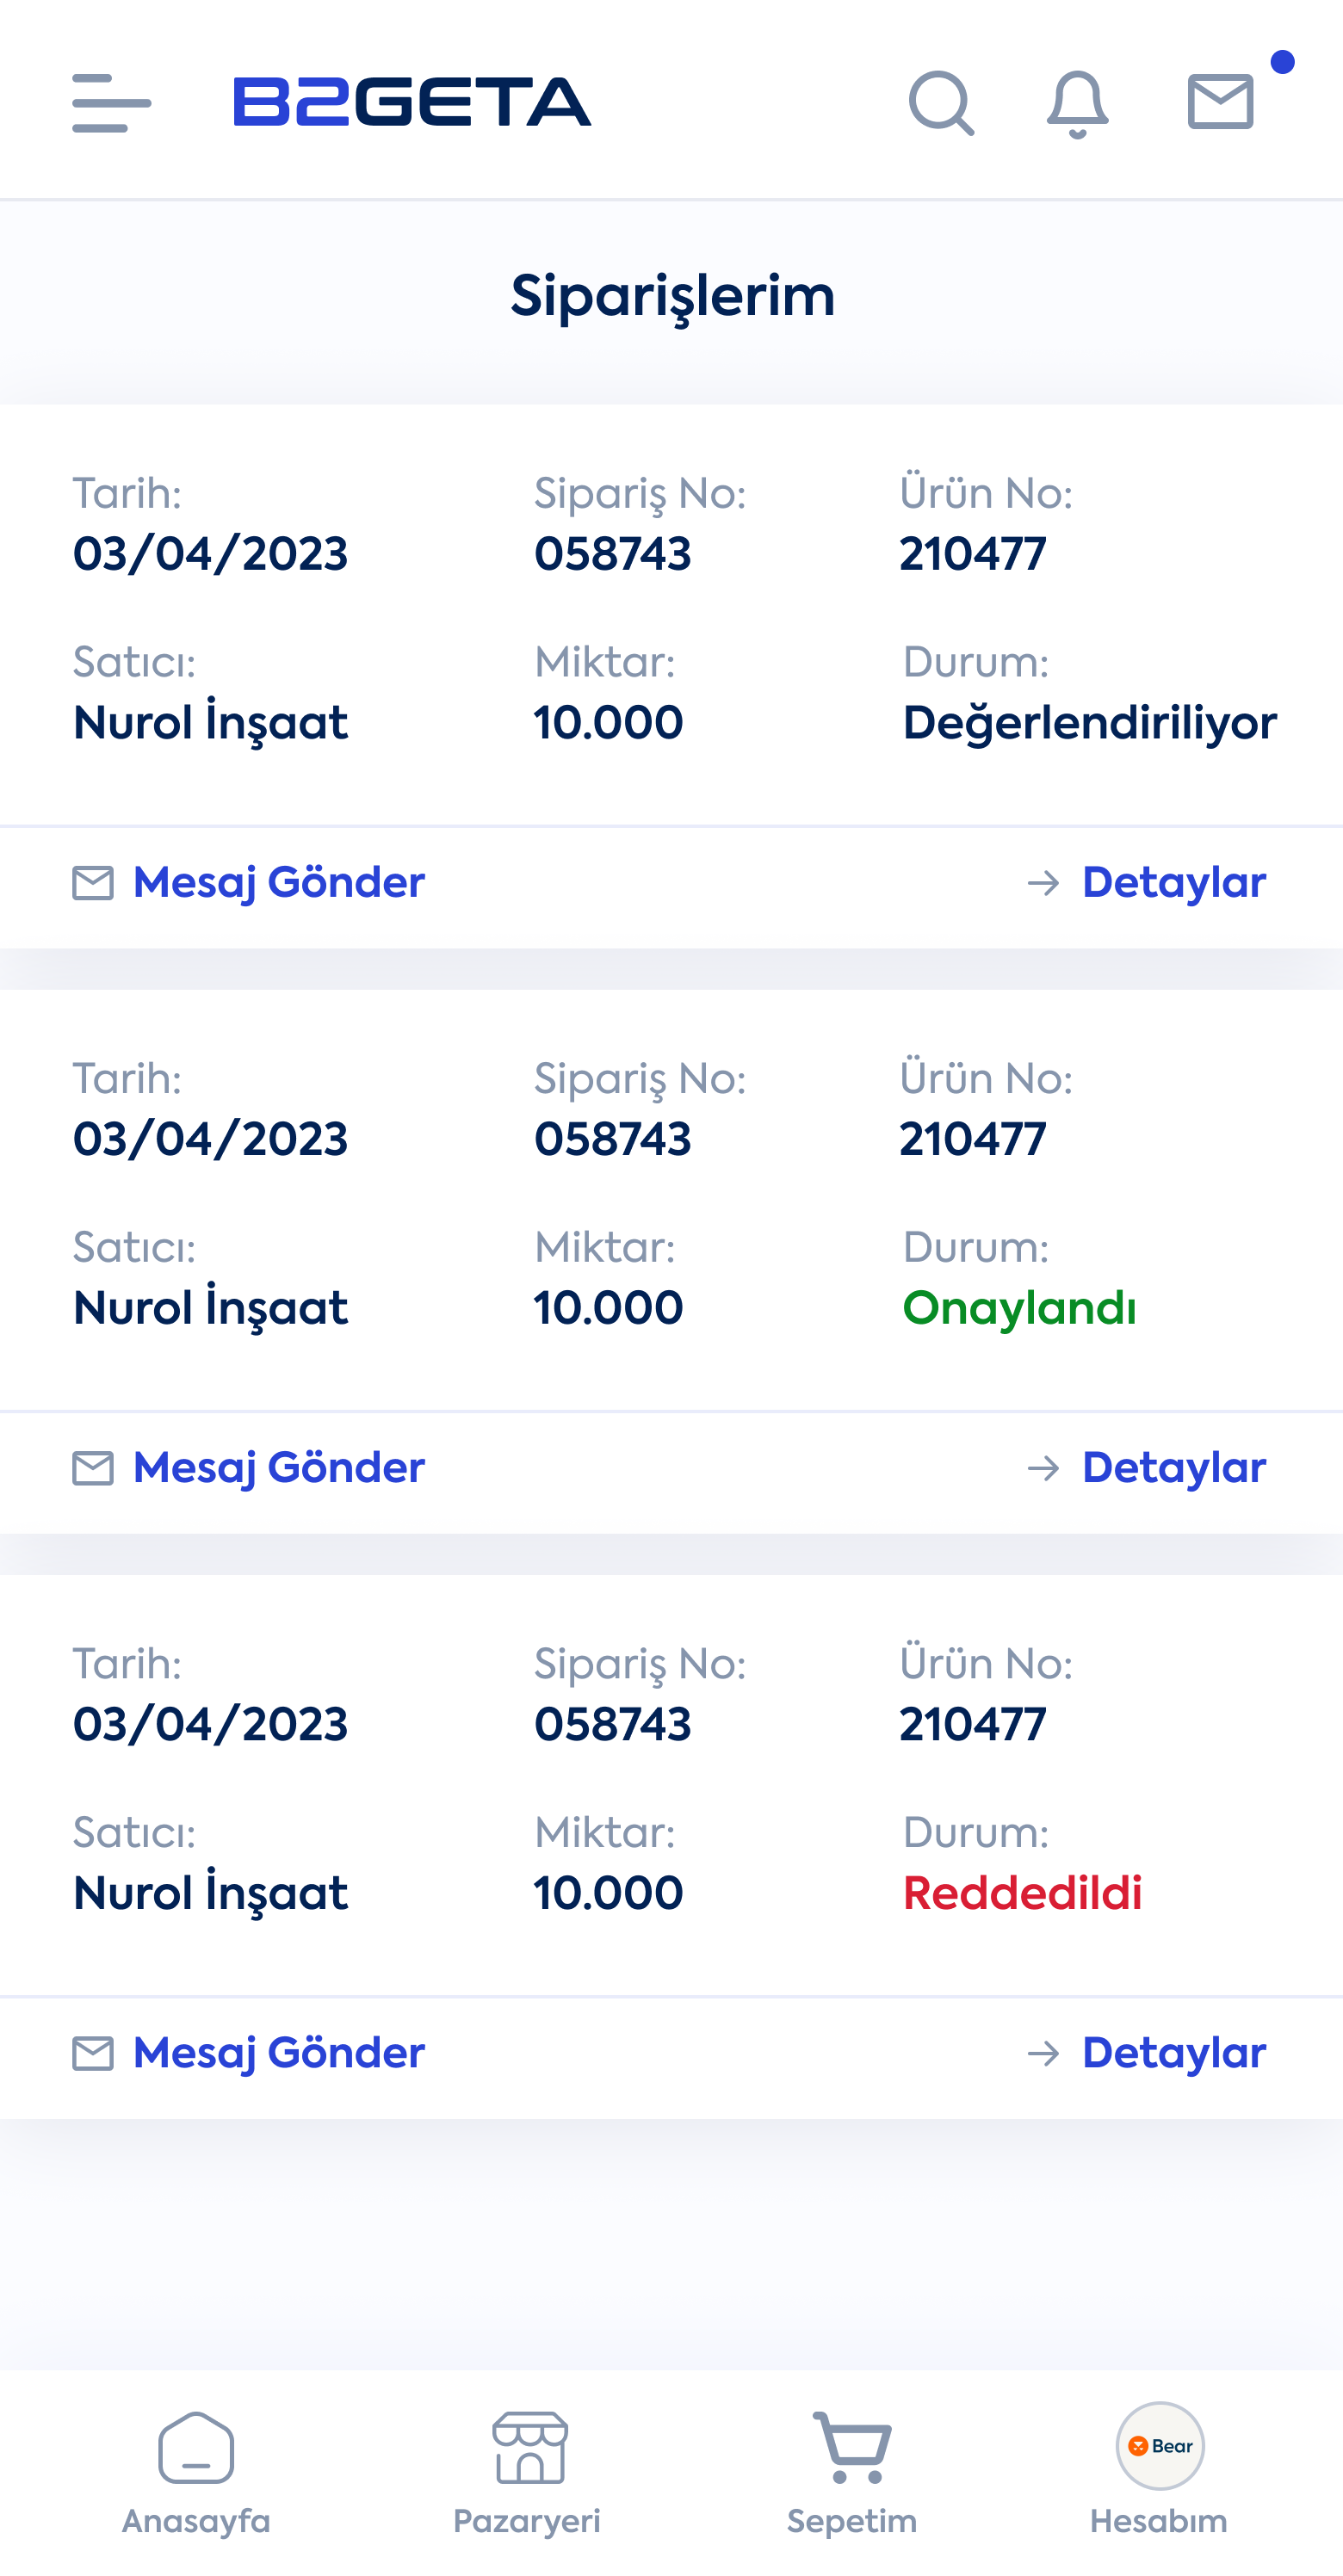 B2GETA
Siparişlerim
Tarih: Sipariş No: Ürün No:
03/04/2023 058743 210477
Satıcı: Miktar: Durum:
Nurol İnşaat 10.000 Değerlendiriliyor
Mesaj Gönder Detaylar
Tarih: Sipariş No: Ürün No:
03/04/2023 058743 210477
Satıcı: Miktar: Durum:
Nurol İnşaat 10.000 Onaylandı
Mesaj Gönder Detaylar
Tarih: Sipariş No: Ürün No:
03/04/2023 058743 210477
Satıcı: Miktar: Durum:
Nurol İnşaat 10.000 Reddedildi
Mesaj Gönder Detaylar
Bear
Anasayfa Pazaryeri Sepetim Hesabım